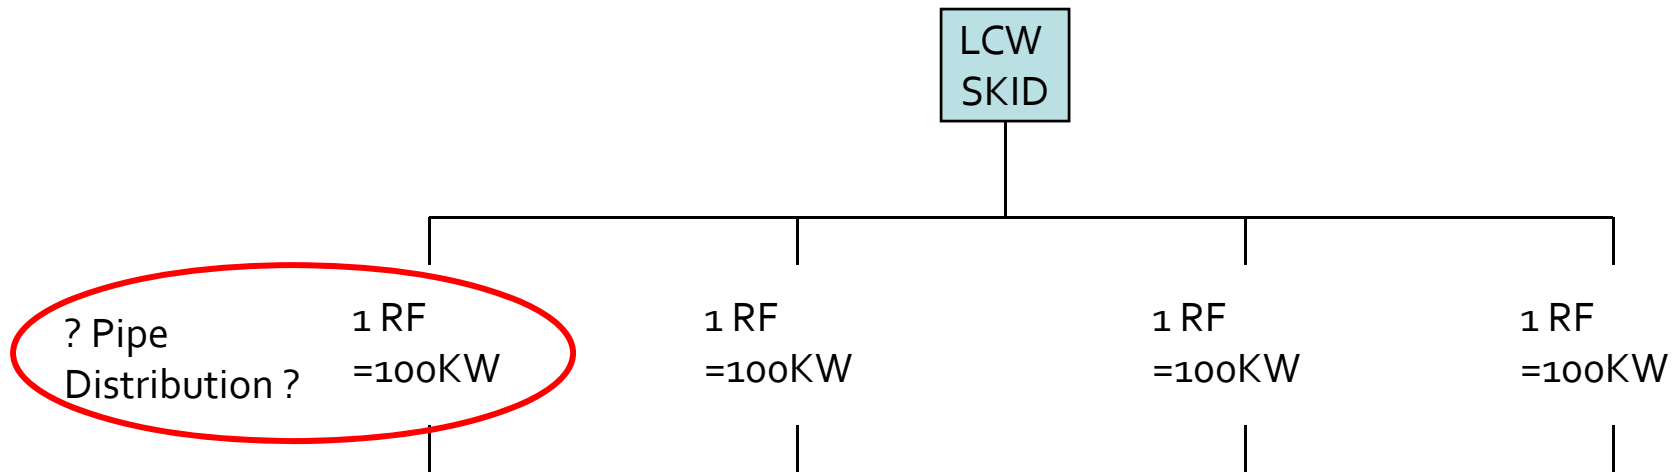 LCW
SKID
? Pipe
Distribution ?
1 RF
=100KW
1 RF
=100KW
1 RF
=100KW
1 RF
=100KW